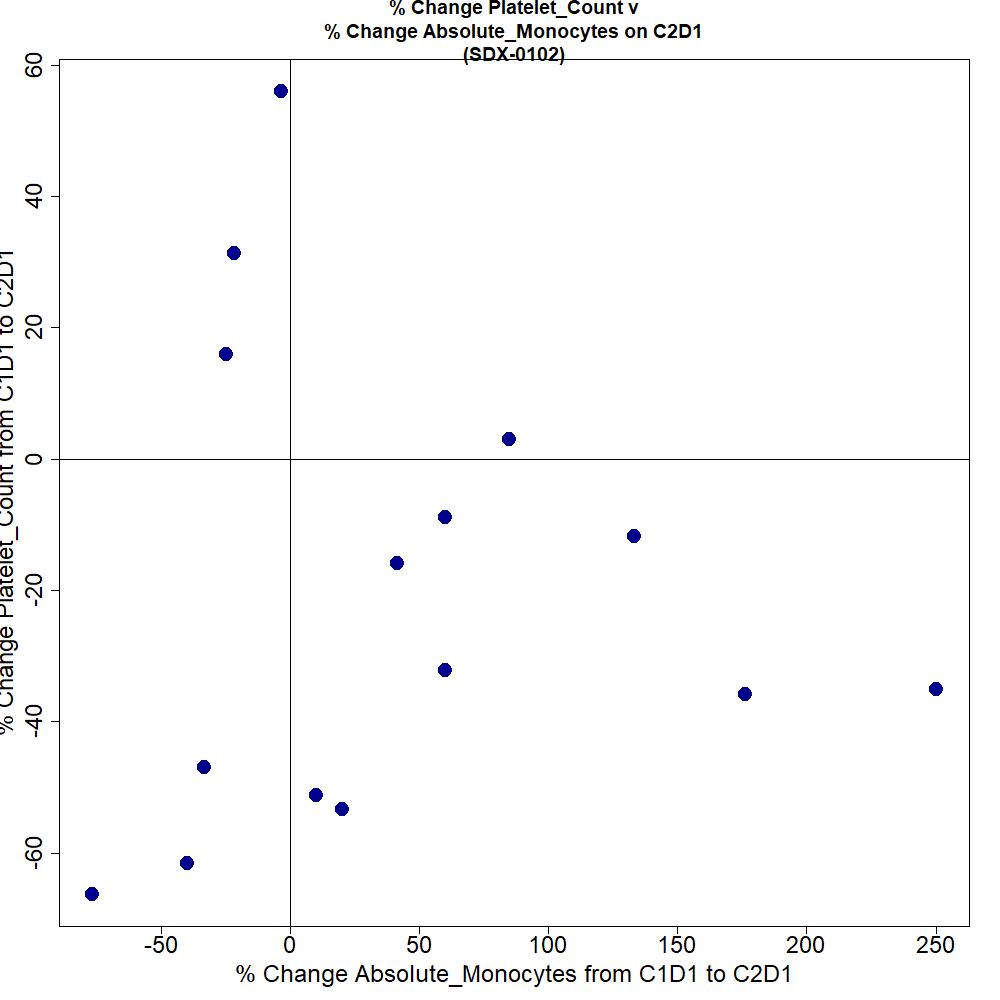 % Change Platelet_Count v
% Change Absolute_Monocytes on C2D1
(SDX-0102)
% Change Platelet_Count from C1D1 to C2D1
60
40
20
0
-20
-40
-60
-50
0
50
100
150
200
250
% Change Absolute_Monocytes from C1D1 to C2D1